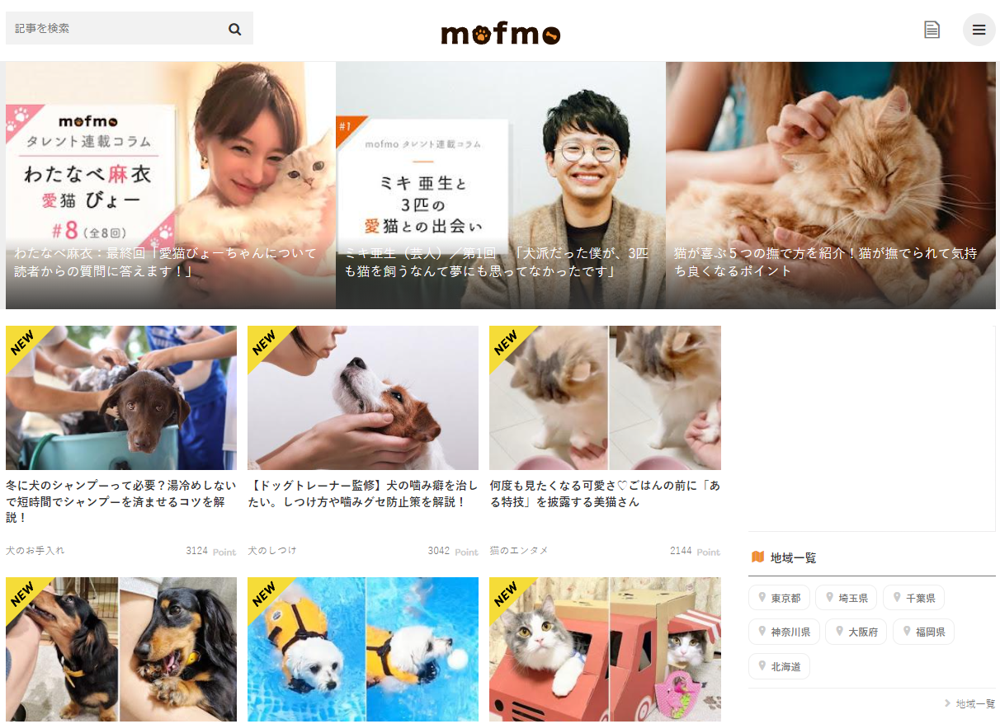 記事を検索
mofmo
mofmo
タレント連載コラム
わたなべ麻衣
愛猫 びょー
#8(全8回)
わたなべ麻衣：最終回「愛猫びょーちゃんについて
読者からの質問に答えます！」
#1
mofmo タレント連載コラム
ミキ 亜生と
3匹の
愛猫との出会い
ミキ亜生（芸人）／第1回　「犬派だった僕が、3匹
も猫を飼うなんて夢にも思ってなかったです」
猫が喜ぶ５つの撫で方を紹介！猫が撫でられて気持
ち良くなるポイント
NEW
冬に犬のシャンプーって必要？湯冷めしない
で短時間でシャンプーを済ませるコツを解
説！
犬のお手入れ
3124 Point
NEW
【ドッグトレーナー監修】犬の噛み癖を治し
たい。しつけ方や噛みグセ防止策を解説！
犬のしつけ
3042 Point
NEW
何度も見たくなる可愛さ♡ごはんの前に「あ
る特技」を披露する美猫さん
猫のエンタメ
2144 Point
NEW
NEW
NEW
地域一覧
東京都
埼玉県
千葉県
神奈川県
大阪府
福岡県
北海道
地域一覧